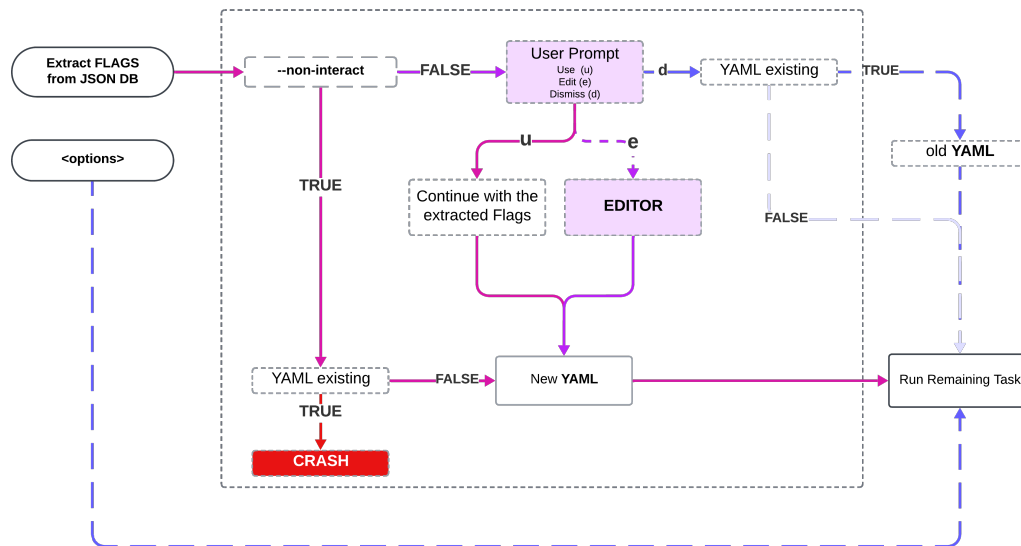 Extract FLAGS
from JSON DB
--non-interact
FALSE
User Prompt
Use (u)
Edit (e)
Dismiss (d)
d
YAML existing
TRUE
<options>
u
e
old YAML
TRUE
Continue with the
extracted Flags
EDITOR
FALSE
YAML existing
FALSE
New YAML
Run Remaining Task
TRUE
CRASH